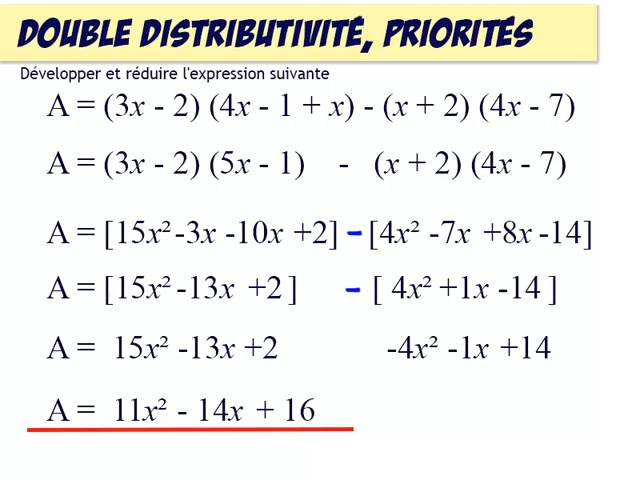 DOUBLE DISTRIBUTIVITÉ, PRIORITÉS
Développer et réduire l'expression suivante
A = (3x - 2) (4x - 1 + x) - (x + 2) (4x - 7)
A = (3x - 2) (5x - 1) - (x + 2) (4x - 7)
A = [15x² -3x -10x +2] - [4x² -7x +8x -14]
A = [15x² -13x +2 ] - [ 4x² +1x -14 ]
A = 15x² -13x +2 -4x² -1x +14
A = 11x² - 14x + 16